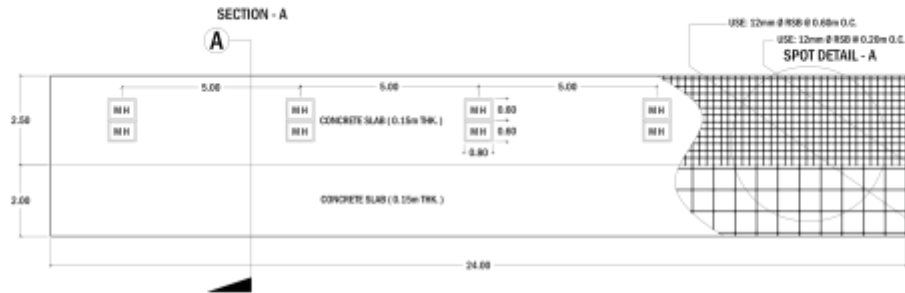 SECTION - A
A
USE: 12mm Ø RSB @ 0.60m O.C.
USE: 12mm Ø RSB @ 0.20m O.C.
SPOT DETAIL - A
5.00
5.00
5.00
2.50
MH
MH
MH
MH
0.60
MH
MH
MH
MH
0.60
CONCRETE SLAB ( 0.15m THK. )
0.80
2.00
CONCRETE SLAB ( 0.15m THK. )
24.00